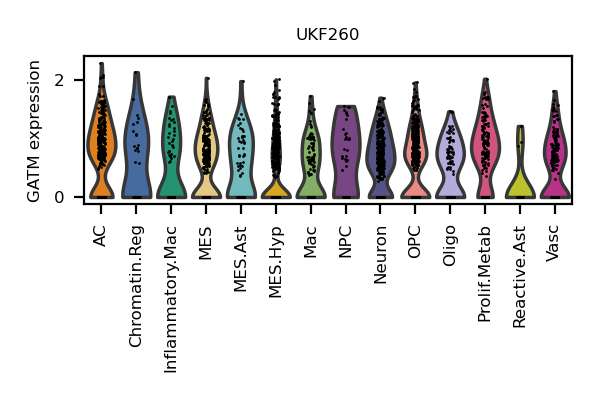 UKF260
GATM expression
2
0
AC
Chromatin.Reg
Inflammatory.Mac
MES
MES.Ast
MES.Hyp
Mac
NPC
Neuron
OPC
Oligo
Prolif.Metab
Reactive.Ast
Vasc